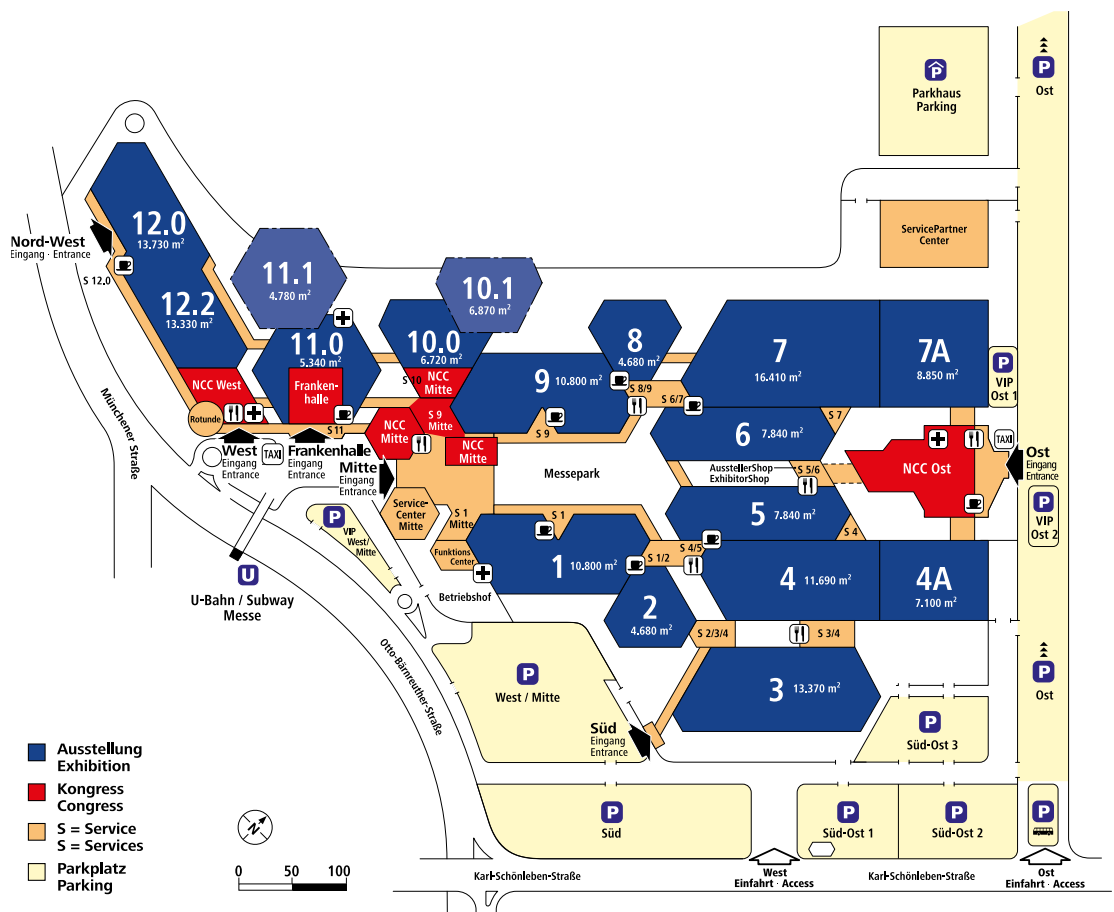 P
Ost
P
Parkhaus
Parking
ServicePartner
Center
Nord-West
Eingang · Entrance
S 12.0
12.0
13.730 m²
12.2
13.330 m²
11.1
4.780 m²
10.1
6.870 m²
11.0
5.340 m²
10.0
6.720 m²
S 10
8
4.680 m²
7
16.410 m²
7A
8.850 m²
P
VIP
Ost 1
NCC West
Franken-
halle
NCC
Mitte
9 10.800 m²
S 8/9
S 6/7
Rotunde
S 11
S 9
Mitte
NCC
Mitte
NCC
Mitte
S 9
6 7.840 m²
S 7
TAXI
West
Eingang
Entrance
TAXI
Frankenhalle
Eingang
Entrance
Mitte
Eingang
Entrance
Messepark
AusstellerShop
ExhibitorShop
S 5/6
NCC Ost
Ost
Eingang
Entrance
Münchener Straße
Service-
Center
Mitte
S 1
Mitte
S 1
5 7.840 m²
S 4
P
VIP
Ost 2
P
VIP
West/
Mitte
Funktions
Center
1 10.800 m²
S 1/2
S 4/5
4 11.690 m²
4A
7.100 m²
U
U-Bahn / Subway
Messe
Betriebshof
2
4.680 m²
S 2/3/4
S 3/4
Otto-Bärnreuther-Straße
P
West / Mitte
3 13.370 m²
P
Ost
Süd
Eingang
Entrance
P
Süd-Ost 3
Ausstellung
Exhibition
Kongress
Congress
S = Service
S = Services
Parkplatz
Parking
N
0 50 100
P
Süd
P
Süd-Ost 1
P
Süd-Ost 2
P
Karl-Schönleben-Straße
West
Einfahrt · Access
Karl-Schönleben-Straße
Ost
Einfahrt · Access